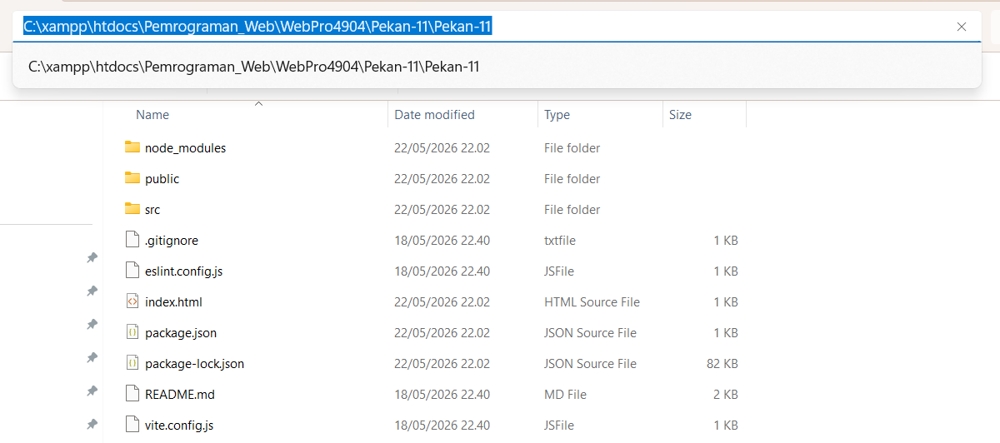 C:\xampp\htdocs\Pemrograman_Web\WebPro4904\Pekan-11\Pekan-11
C:\xampp\htdocs\Pemrograman_Web\WebPro4904\Pekan-11\Pekan-11
Name Date modified Type Size
node_modules 22/05/2026 22.02 File folder
public 22/05/2026 22.02 File folder
src 22/05/2026 22.02 File folder
.gitignore 18/05/2026 22.40 txtfile 1 KB
eslint.config.js 18/05/2026 22.40 JSFile 1 KB
index.html 22/05/2026 22.02 HTML Source File 1 KB
package.json 22/05/2026 22.02 JSON Source File 1 KB
package-lock.json 22/05/2026 22.02 JSON Source File 82 KB
README.md 18/05/2026 22.40 MD File 2 KB
vite.config.js 18/05/2026 22.40 JSFile 1 KB